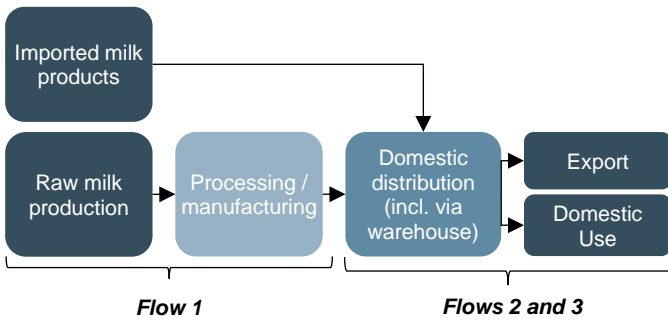 Imported milk
products
Raw milk
production
Processing /
manufacturing
Domestic
distribution
(incl. via
warehouse)
Export
Domestic
Use
Flow 1
Flows 2 and 3